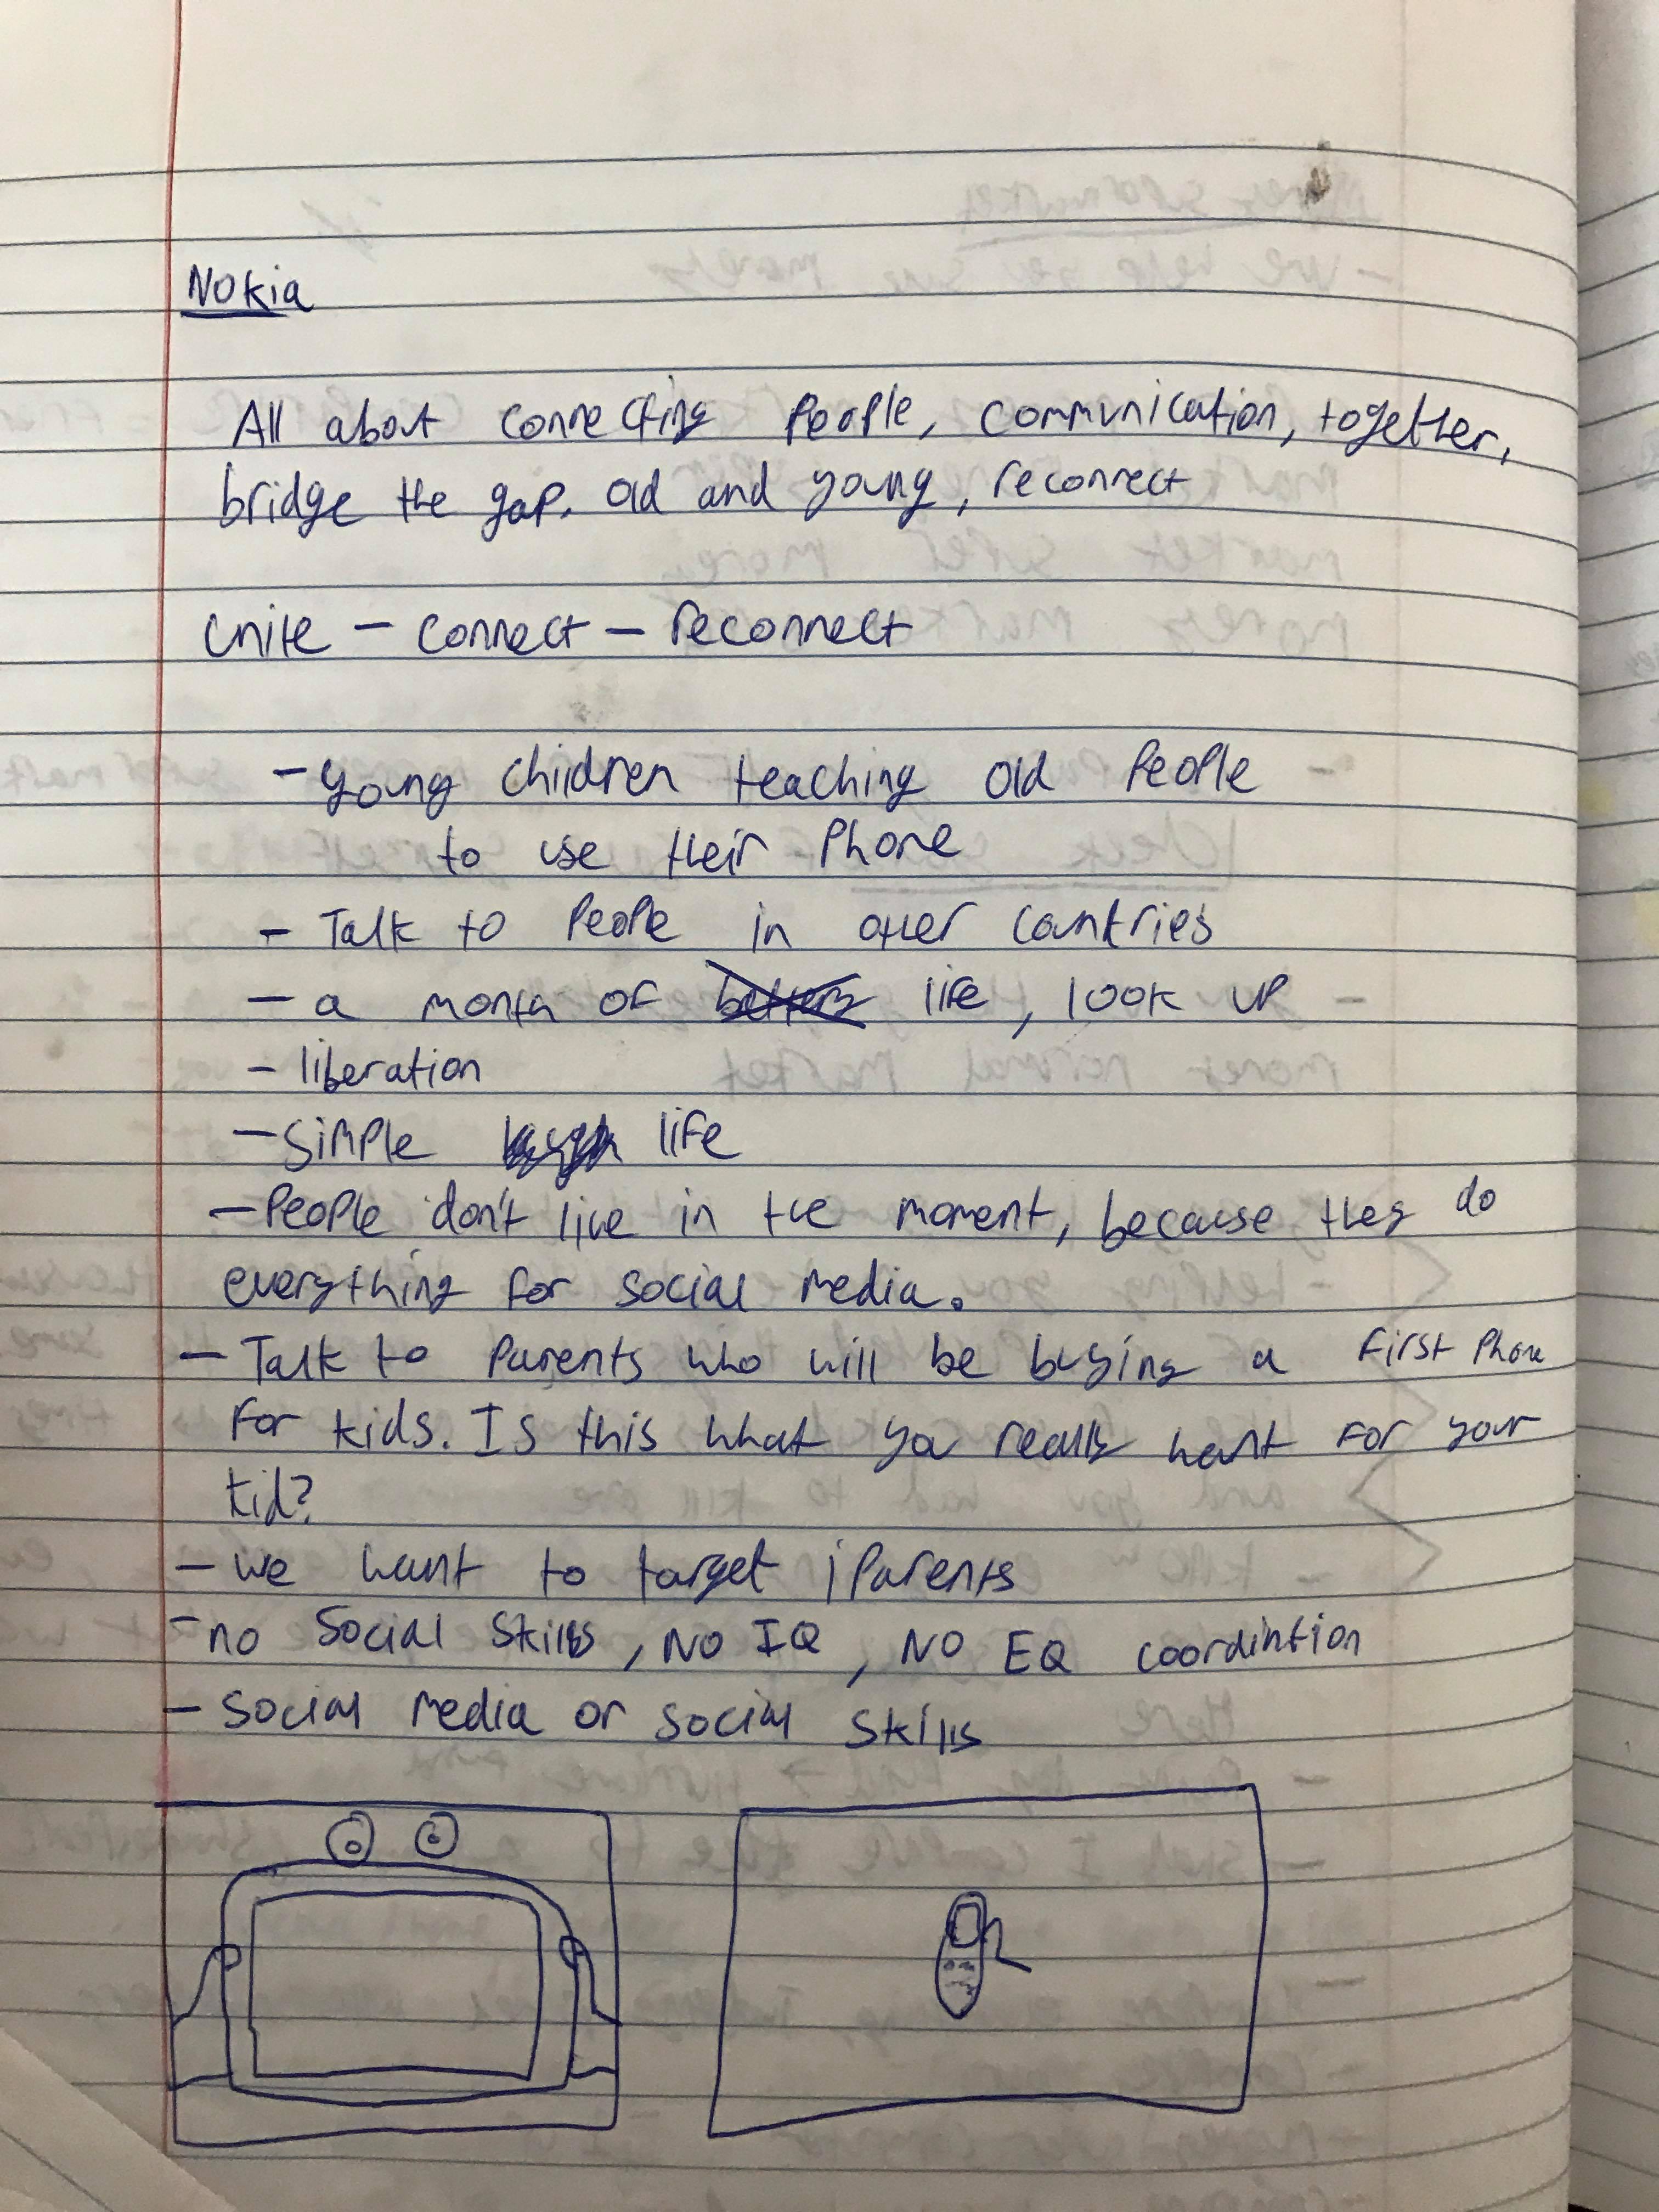 Nokia
All about connecting People, communication, together,
bridge the gap. old and young, reconnect
Unite - connect - reconnect
- young children teaching old People
to use their Phone
- Talk to People in other countries
- a month of life, look up
- liberation
- Simple life
- People don't live in the moment, because they do
everything for social media.
- Talk to Parents who will be buying a first Phone
for kids. Is this what you really want for your
kid?
- we want to target iParents
- no Social Skills, NO IQ, NO EQ coordintion
- Social Media or Social Skills